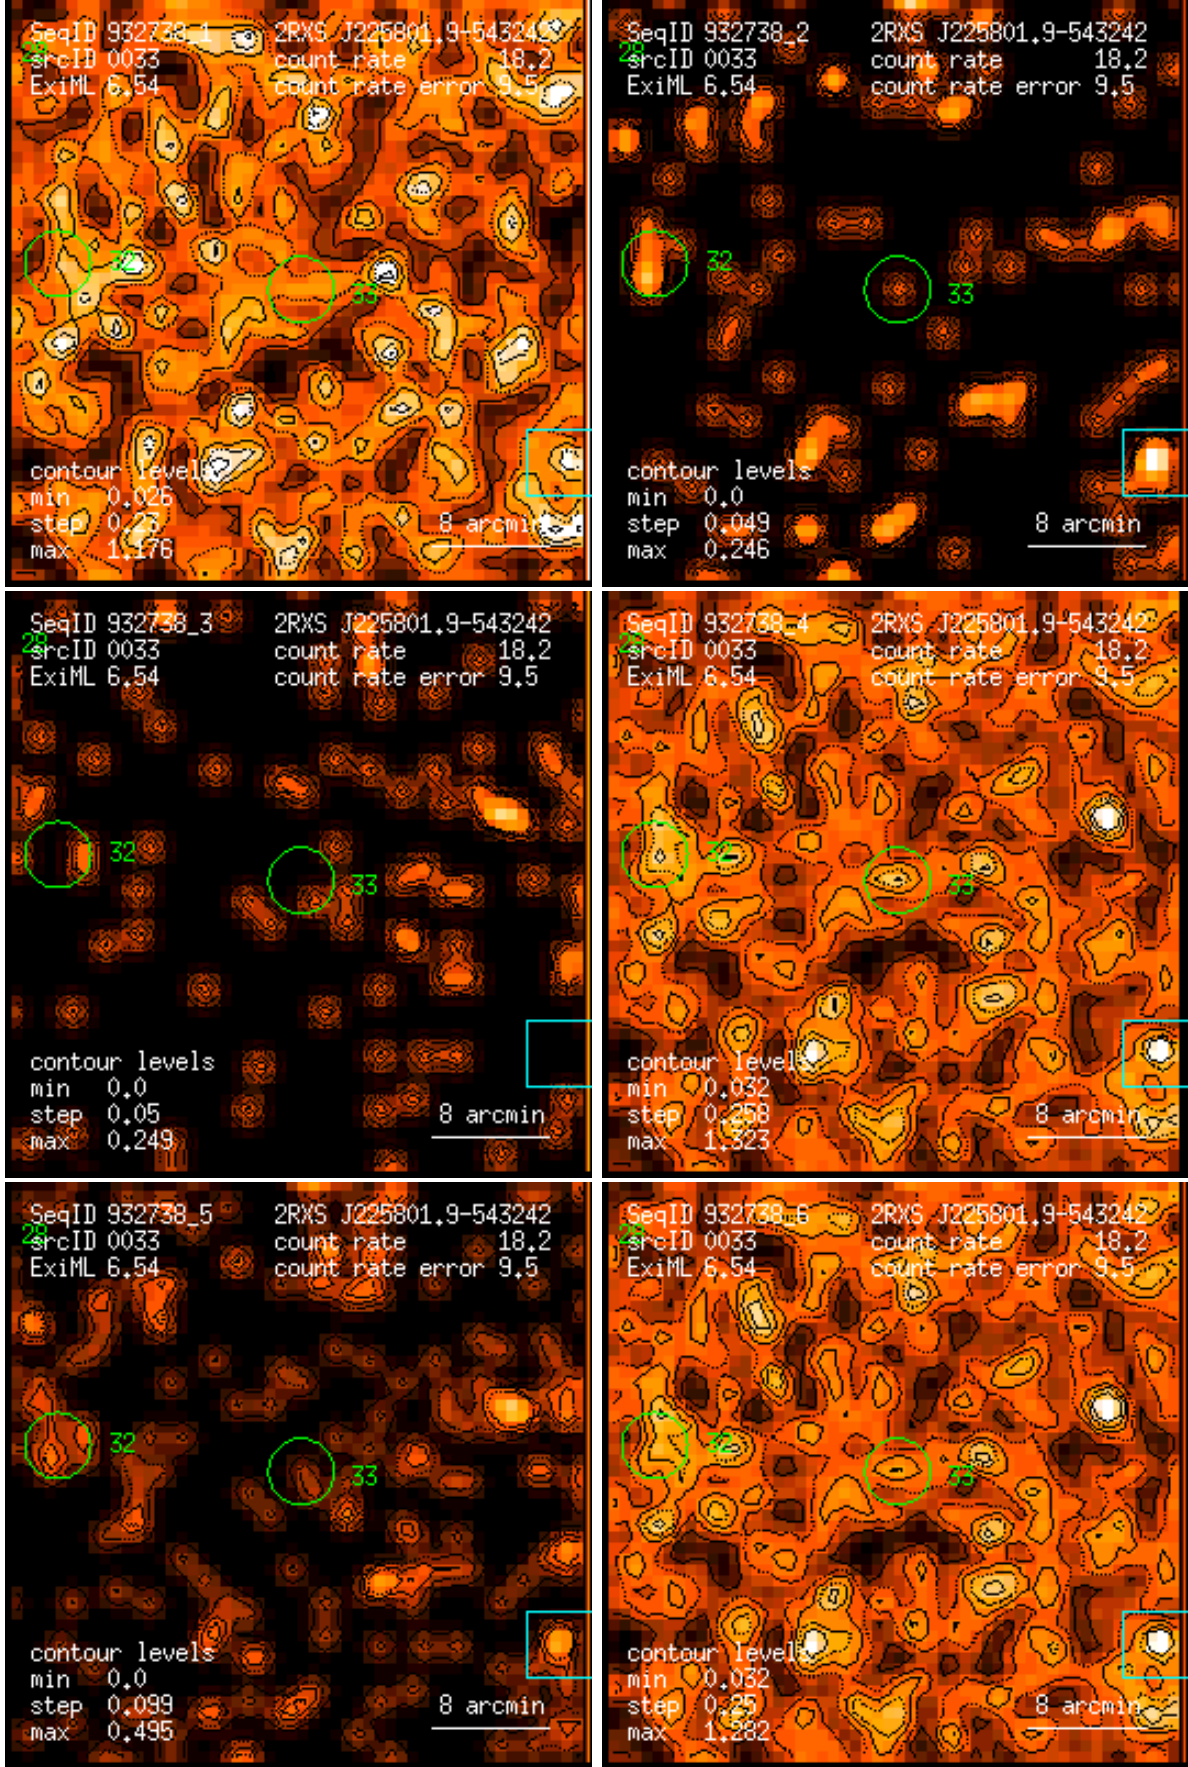 SeqID 932738_1 2RXS J225801.9-543242
28
srcID 0033 count rate 18.2
ExiML 6.54 count rate error 9.5
32
33
contour levels
min 0.026
step 0.23 8 arcmin
max 1.176
SeqID 932738_2 2RXS J225801.9-543242
28
srcID 0033 count rate 18.2
ExiML 6.54 count rate error 9.5
32
33
contour levels
min 0.0
step 0.049 8 arcmin
max 0.246
SeqID 932738_3 2RXS J225801.9-543242
28
srcID 0033 count rate 18.2
ExiML 6.54 count rate error 9.5
32
33
contour levels
min 0.0
step 0.05 8 arcmin
max 0.249
SeqID 932738_4 2RXS J225801.9-543242
28
srcID 0033 count rate 18.2
ExiML 6.54 count rate error 9.5
32
33
contour levels
min 0.032
step 0.258 8 arcmin
max 1.323
SeqID 932738_5 2RXS J225801.9-543242
28
srcID 0033 count rate 18.2
ExiML 6.54 count rate error 9.5
32
33
contour levels
min 0.0
step 0.099 8 arcmin
max 0.495
SeqID 932738_6 2RXS J225801.9-543242
28
srcID 0033 count rate 18.2
ExiML 6.54 count rate error 9.5
32
33
contour levels
min 0.032
step 0.25 8 arcmin
max 1.282